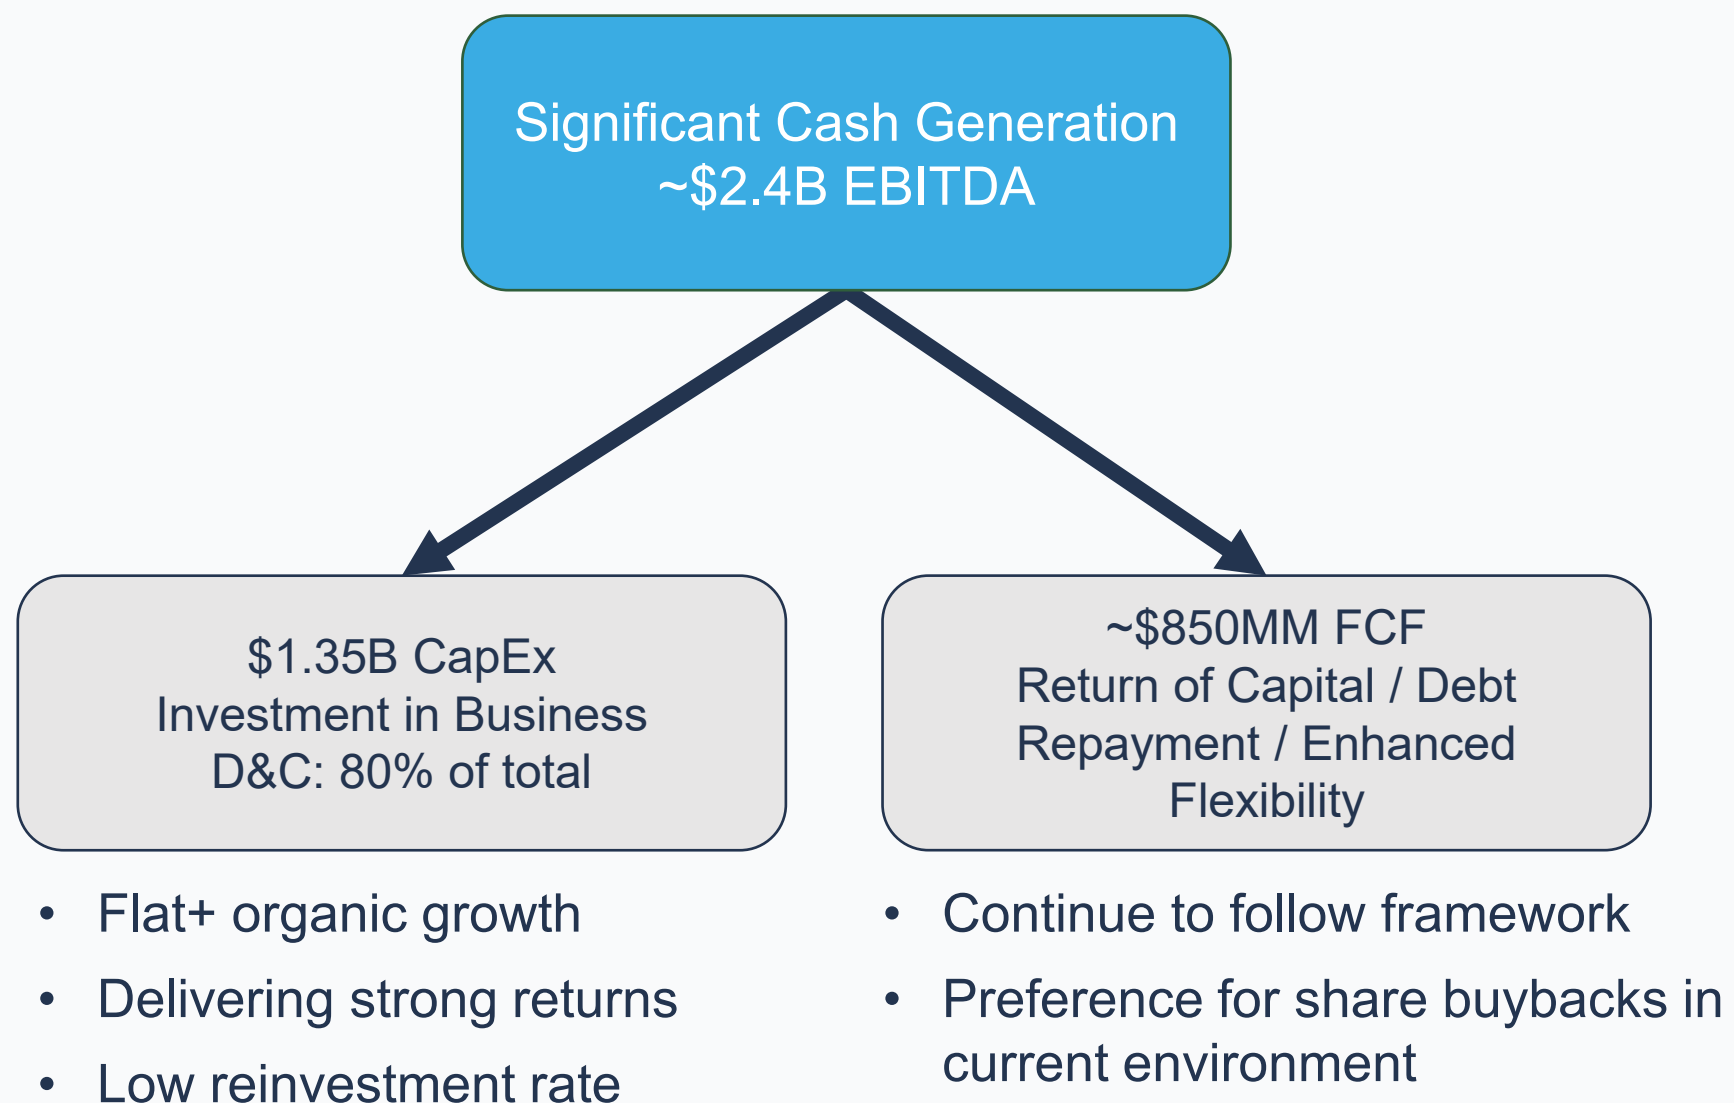 Significant Cash Generation
~$2.4B EBITDA
$1.35B CapEx
Investment in Business
D&C: 80% of total
~$850MM FCF
Return of Capital / Debt
Repayment / Enhanced
Flexibility
• Flat+ organic growth
• Delivering strong returns
• Low reinvestment rate
• Continue to follow framework
• Preference for share buybacks in
current environment